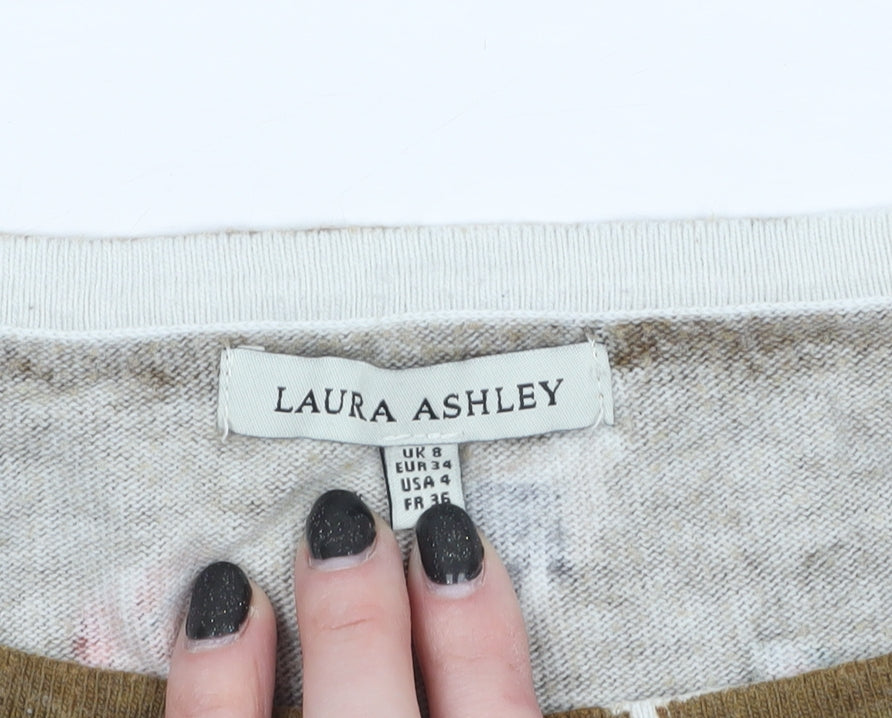 LAURA ASHLEY
UK 8
EUR 34
USA 4
FR 36